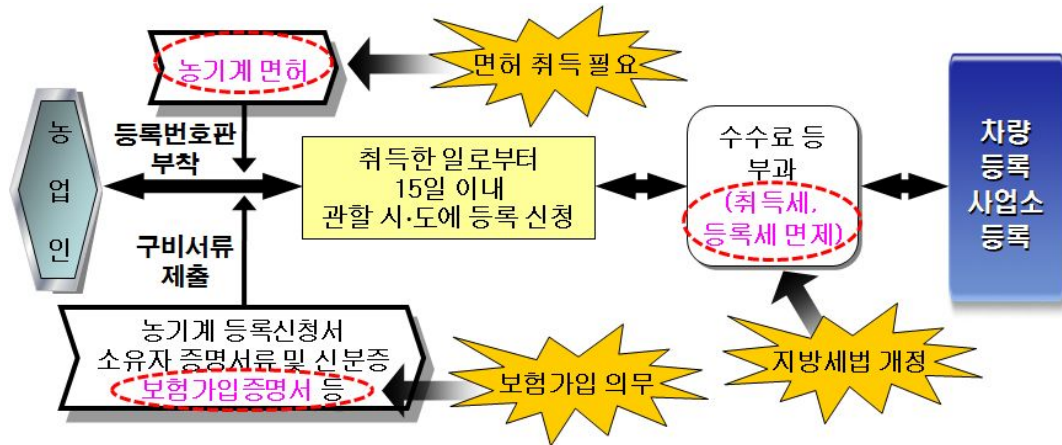 농기계 면허
면허 취득 필요
농
업
인
등록번호판
부착
취득한 일로부터
15일 이내
관할 시·도에 등록 신청
수수료 등
부과
(취득세,
등록세 면제)
차량
등록
사업소
등록
구비서류
제출
농기계 등록신청서
소유자 증명서류 및 신분증
보험가입증명서 등
보험가입 의무
지방세법 개정